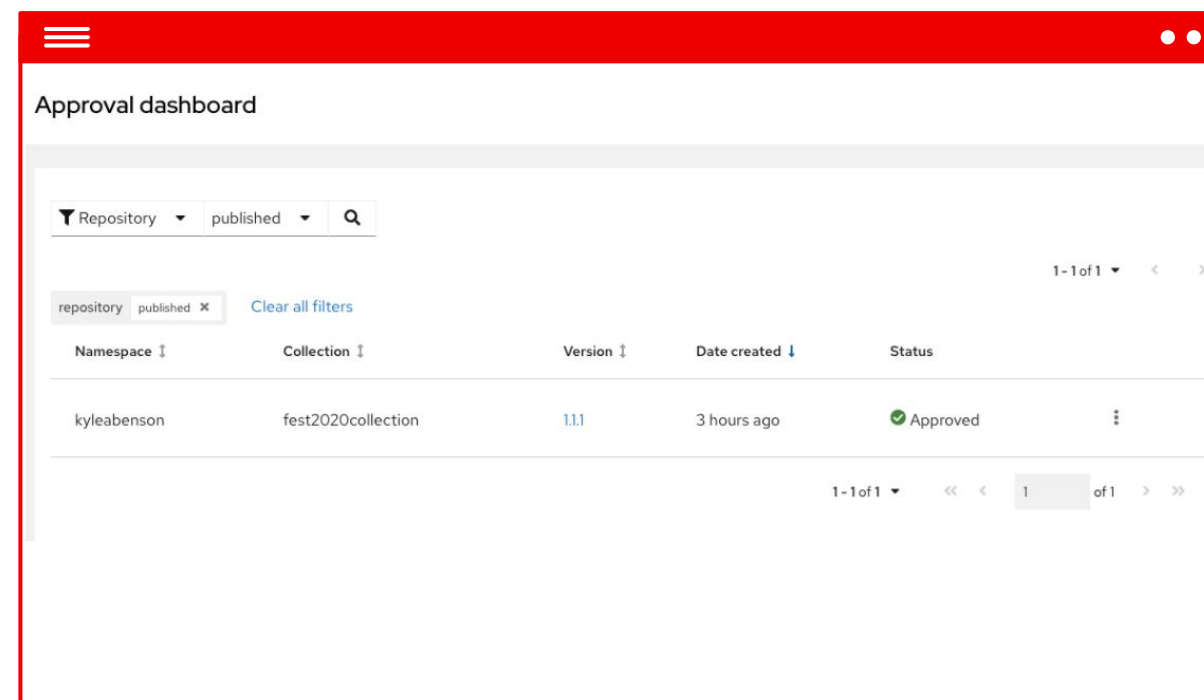 Approval dashboard
Repository published
1 - 1 of 1
repository published Clear all filters
Namespace Collection Version Date created Status
kyleabenson fest2020collection 1.1.1 3 hours ago Approved
1 - 1 of 1 1 of 1